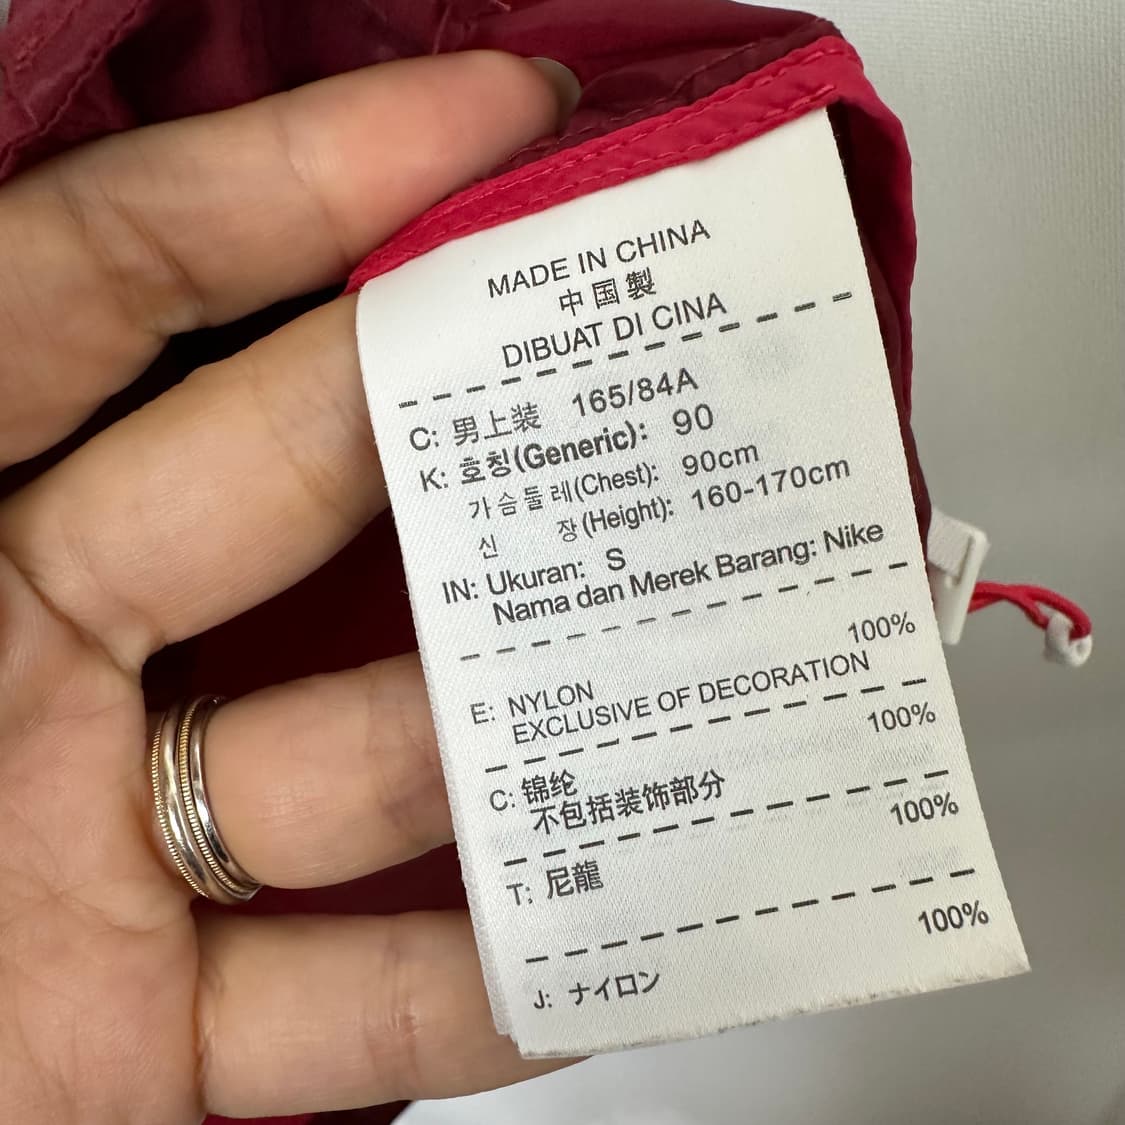 MADE IN CHINA
中国製
DIBUAT DI CINA
C: 男上装 165/84A
K: 호칭(Generic): 90
가슴둘레(Chest): 90cm
신 장(Height): 160-170cm
IN: Ukuran: S
Nama dan Merek Barang: Nike
100%
E: NYLON
EXCLUSIVE OF DECORATION
100%
C: 锦纶
不包括装饰部分
100%
T: 尼龍
100%
J: ナイロン